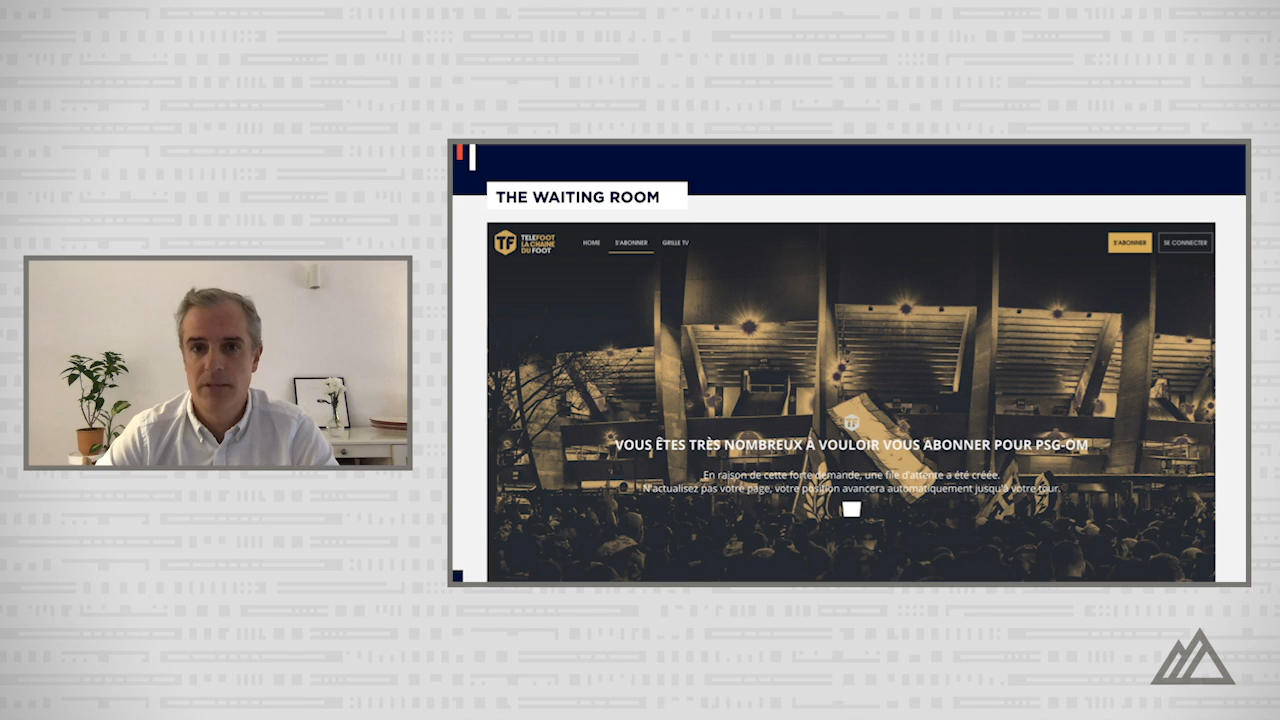 THE WAITING ROOM
TF
TELEFOOT
LA CHAINE
DU FOOT
HOME
S'ABONNER
GRILLE TV
S'ABONNER
SE CONNECTER
TF
VOUS ÊTES TRÈS NOMBREUX À VOULOIR VOUS ABONNER POUR PSG-OM
En raison de cette forte demande, une file d'attente a été créée.
N'actualisez pas votre page, votre position avancera automatiquement jusqu'à votre tour.